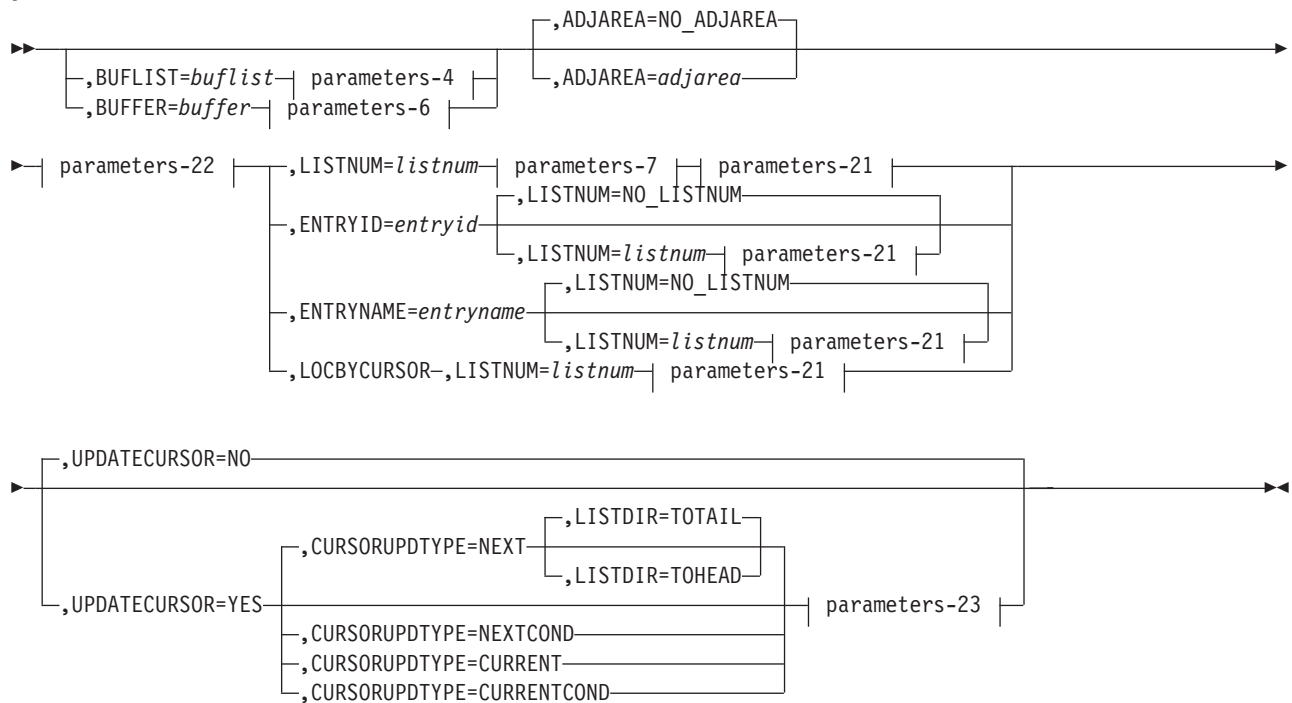 ,ADJAREA=NO_ADJAREA
,BUFLIST=buflist parameters-4 ,ADJAREA=adjarea
,BUFFER=buffer parameters-6
parameters-22 ,LISTNUM=listnum parameters-7 parameters-21
,LISTNUM=NO_LISTNUM
,ENTRYID=entryid
,LISTNUM=listnum parameters-21
,LISTNUM=NO_LISTNUM
,ENTRYNAME=entryname
,LISTNUM=listnum parameters-21
,LOCBYCURSOR ,LISTNUM=listnum parameters-21
,UPDATECURSOR=NO
,LISTDIR=TOTAIL
,CURSORUPDTYPE=NEXT
,LISTDIR=TOHEAD
,UPDATECURSOR=YES parameters-23
,CURSORUPDTYPE=NEXTCOND
,CURSORUPDTYPE=CURRENT
,CURSORUPDTYPE=CURRENTCOND